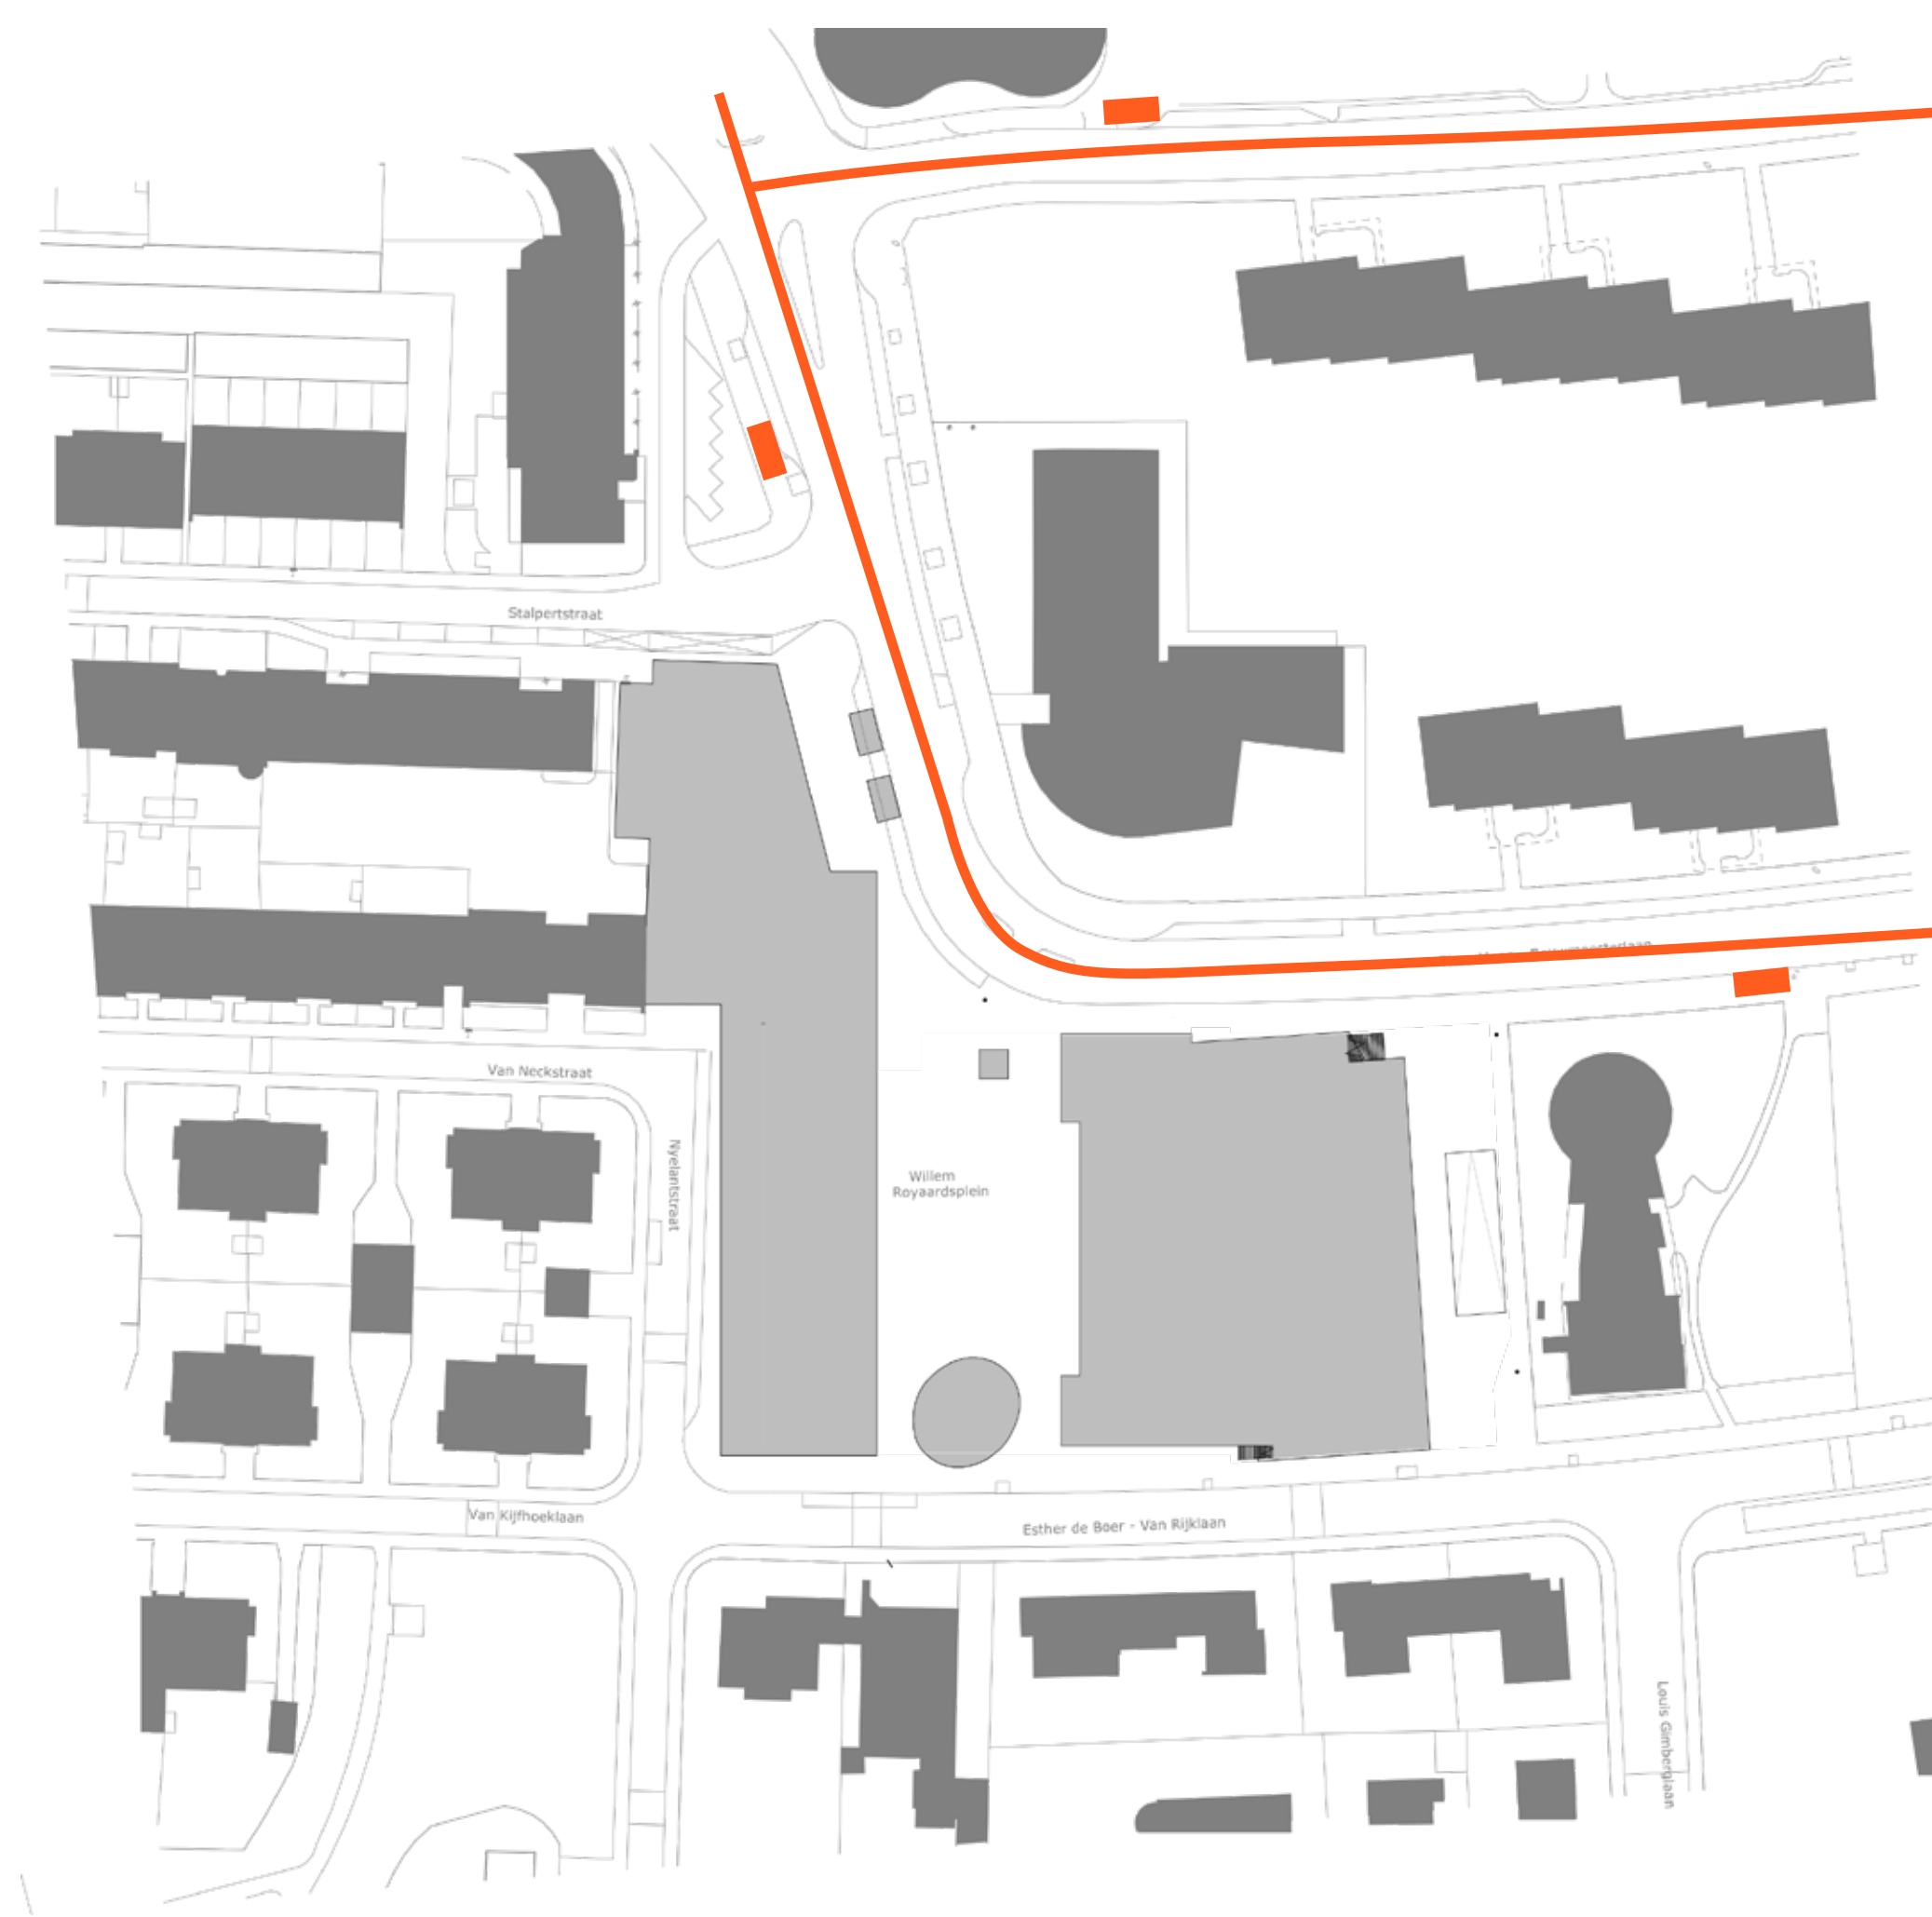 Stalpertstraat
Van Neckstraat
Nyelantstraat
Willem
Royaardsplein
Van Kijfhoeklaan
Esther de Boer - Van Rijklaan
Louis Gimberglaan